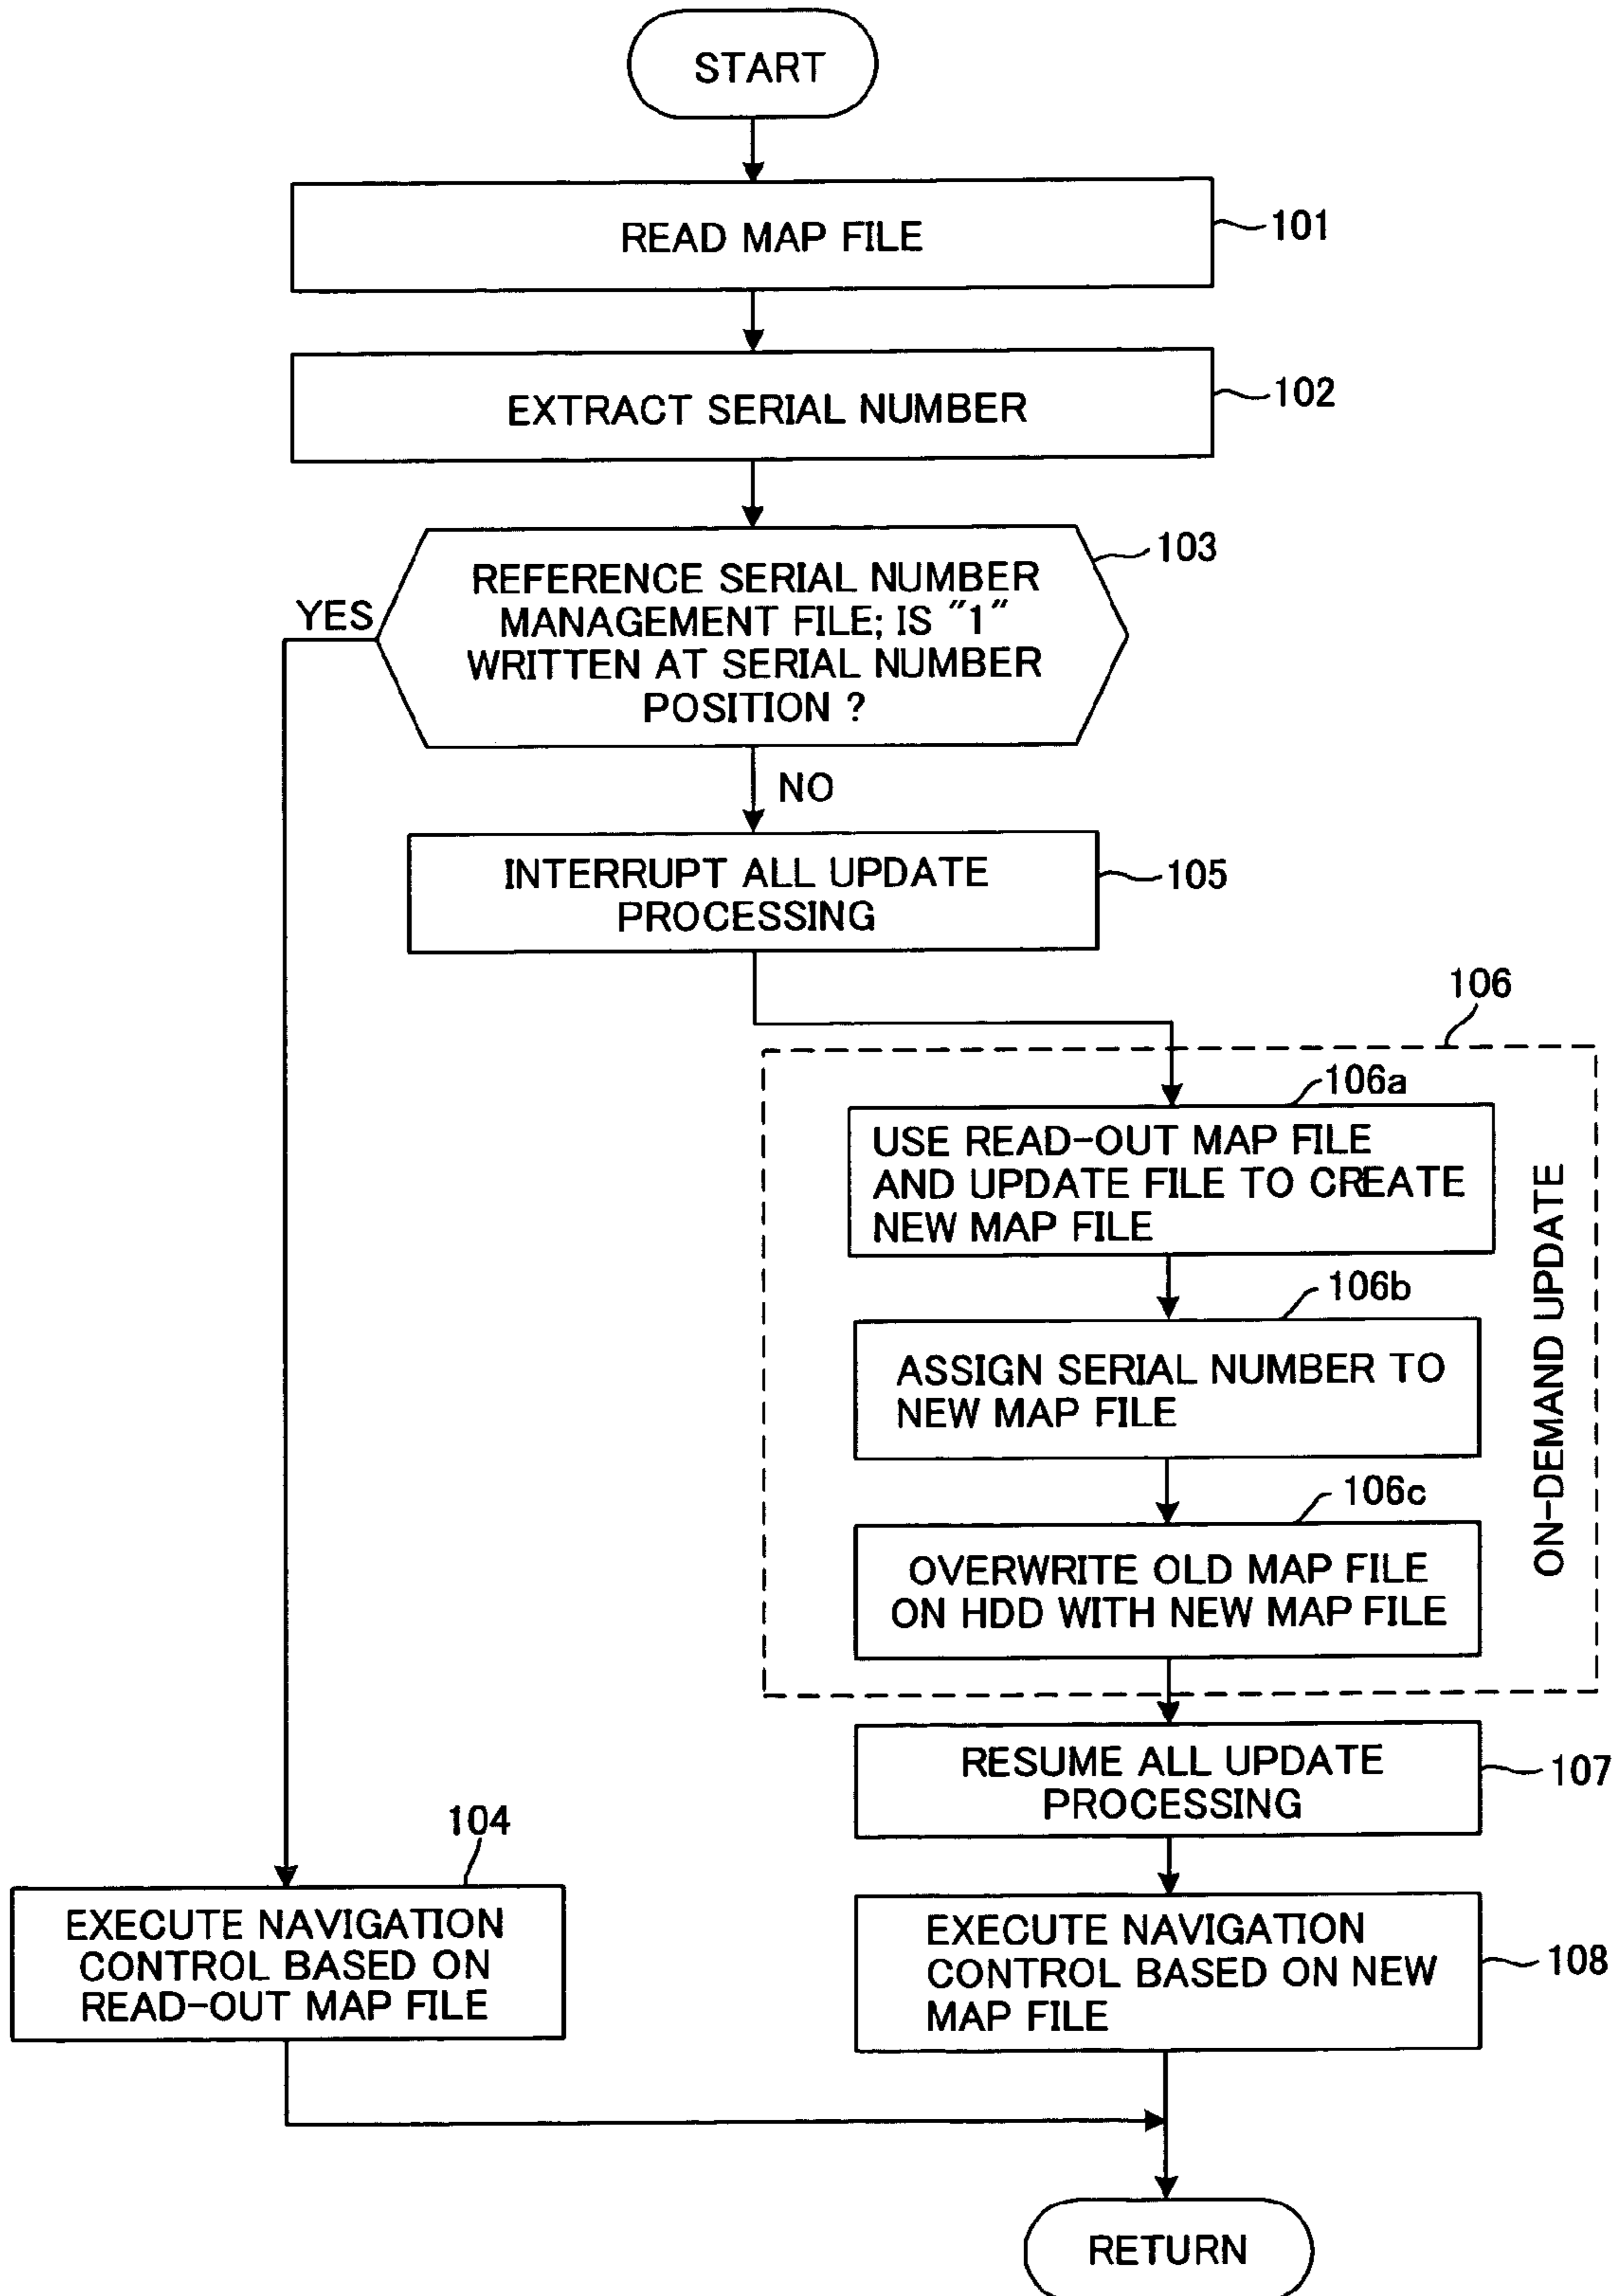 START
READ MAP FILE
101
EXTRACT SERIAL NUMBER
102
REFERENCE SERIAL NUMBER
MANAGEMENT FILE; IS "1"
WRITTEN AT SERIAL NUMBER
POSITION ?
103
YES
NO
INTERRUPT ALL UPDATE
PROCESSING
105
106
106a
USE READ-OUT MAP FILE
AND UPDATE FILE TO CREATE
NEW MAP FILE
106b
ASSIGN SERIAL NUMBER TO
NEW MAP FILE
106c
OVERWRITE OLD MAP FILE
ON HDD WITH NEW MAP FILE
ON-DEMAND UPDATE
RESUME ALL UPDATE
PROCESSING
107
104
EXECUTE NAVIGATION
CONTROL BASED ON
READ-OUT MAP FILE
EXECUTE NAVIGATION
CONTROL BASED ON NEW
MAP FILE
108
RETURN